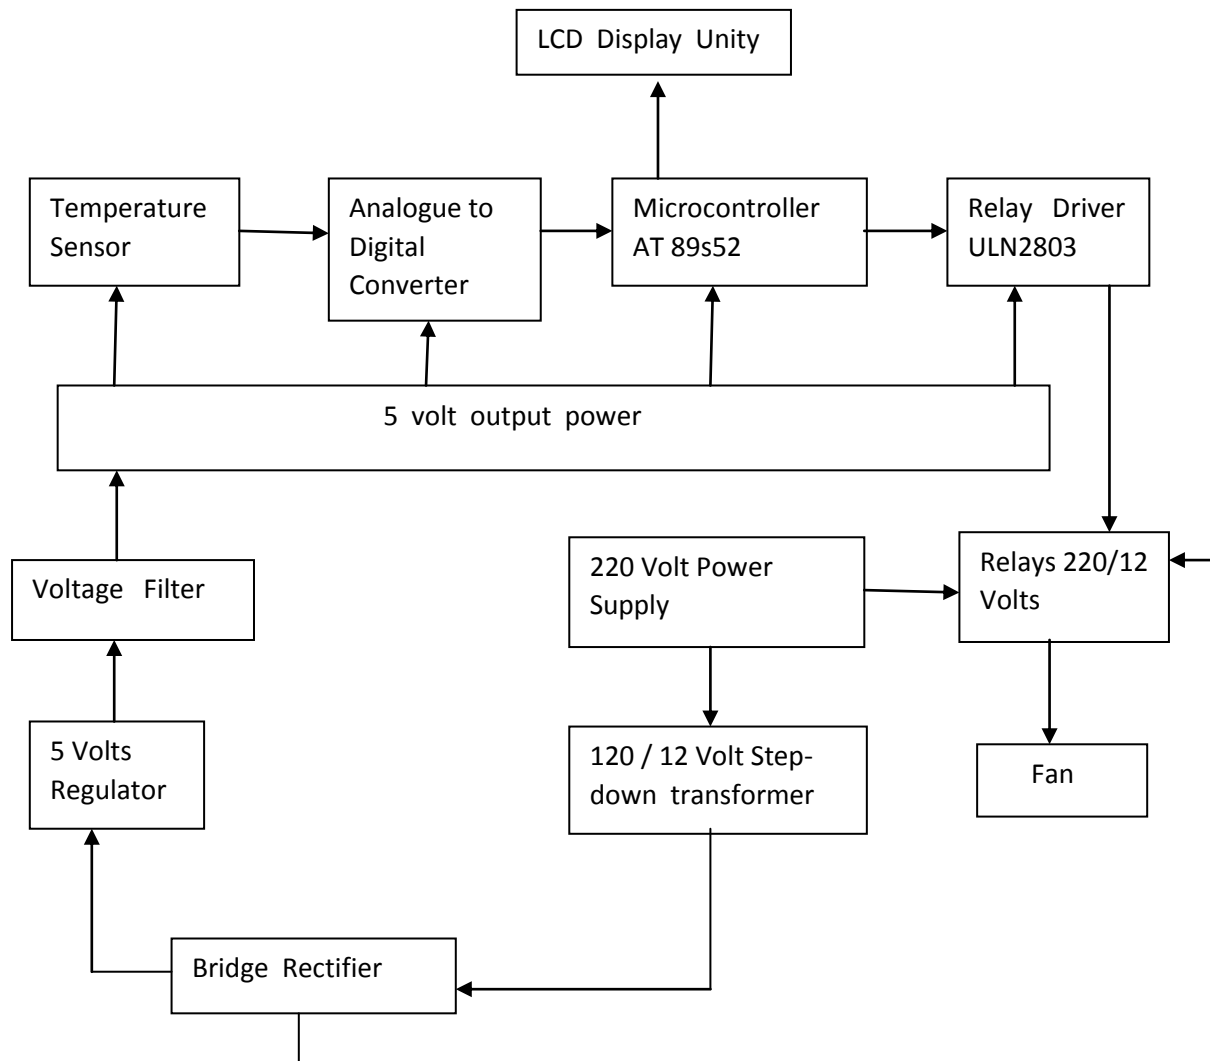 LCD Display Unity
Temperature
Sensor
Analogue to
Digital
Converter
Microcontroller
AT 89s52
Relay Driver
ULN2803
5 volt output power
Voltage Filter
220 Volt Power
Supply
Relays 220/12
Volts
5 Volts
Regulator
120 / 12 Volt Step-
down transformer
Fan
Bridge Rectifier